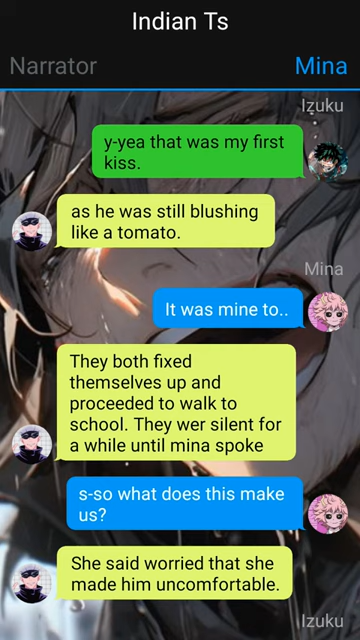 Indian Ts
Narrator
Mina
Izuku
y-yea that was my first
kiss.
as he was still blushing
like a tomato.
Mina
It was mine to..
They both fixed
themselves up and
proceeded to walk to
school. They wer silent for
a while until mina spoke
s-so what does this make
us?
She said worried that she
made him uncomfortable.
Izuku